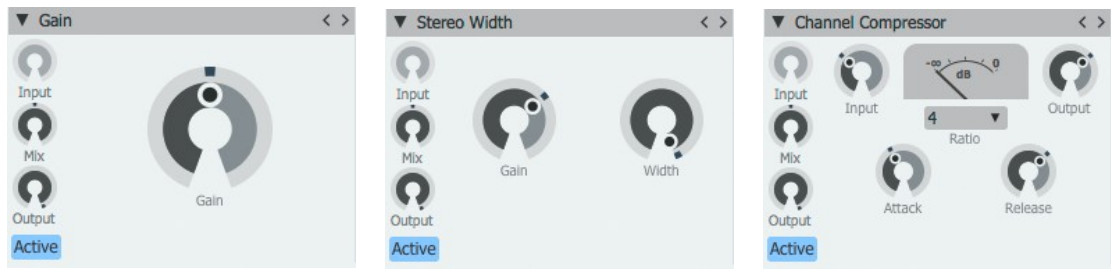 ▼ Gain < >
Input
Mix
Output
Gain
Active
▼ Stereo Width < >
Input
Mix
Output
Gain
Width
Active
▼ Channel Compressor < >
Input
Mix
Output
Input
-∞ 0
dB
Output
4 ▼
Ratio
Attack
Release
Active